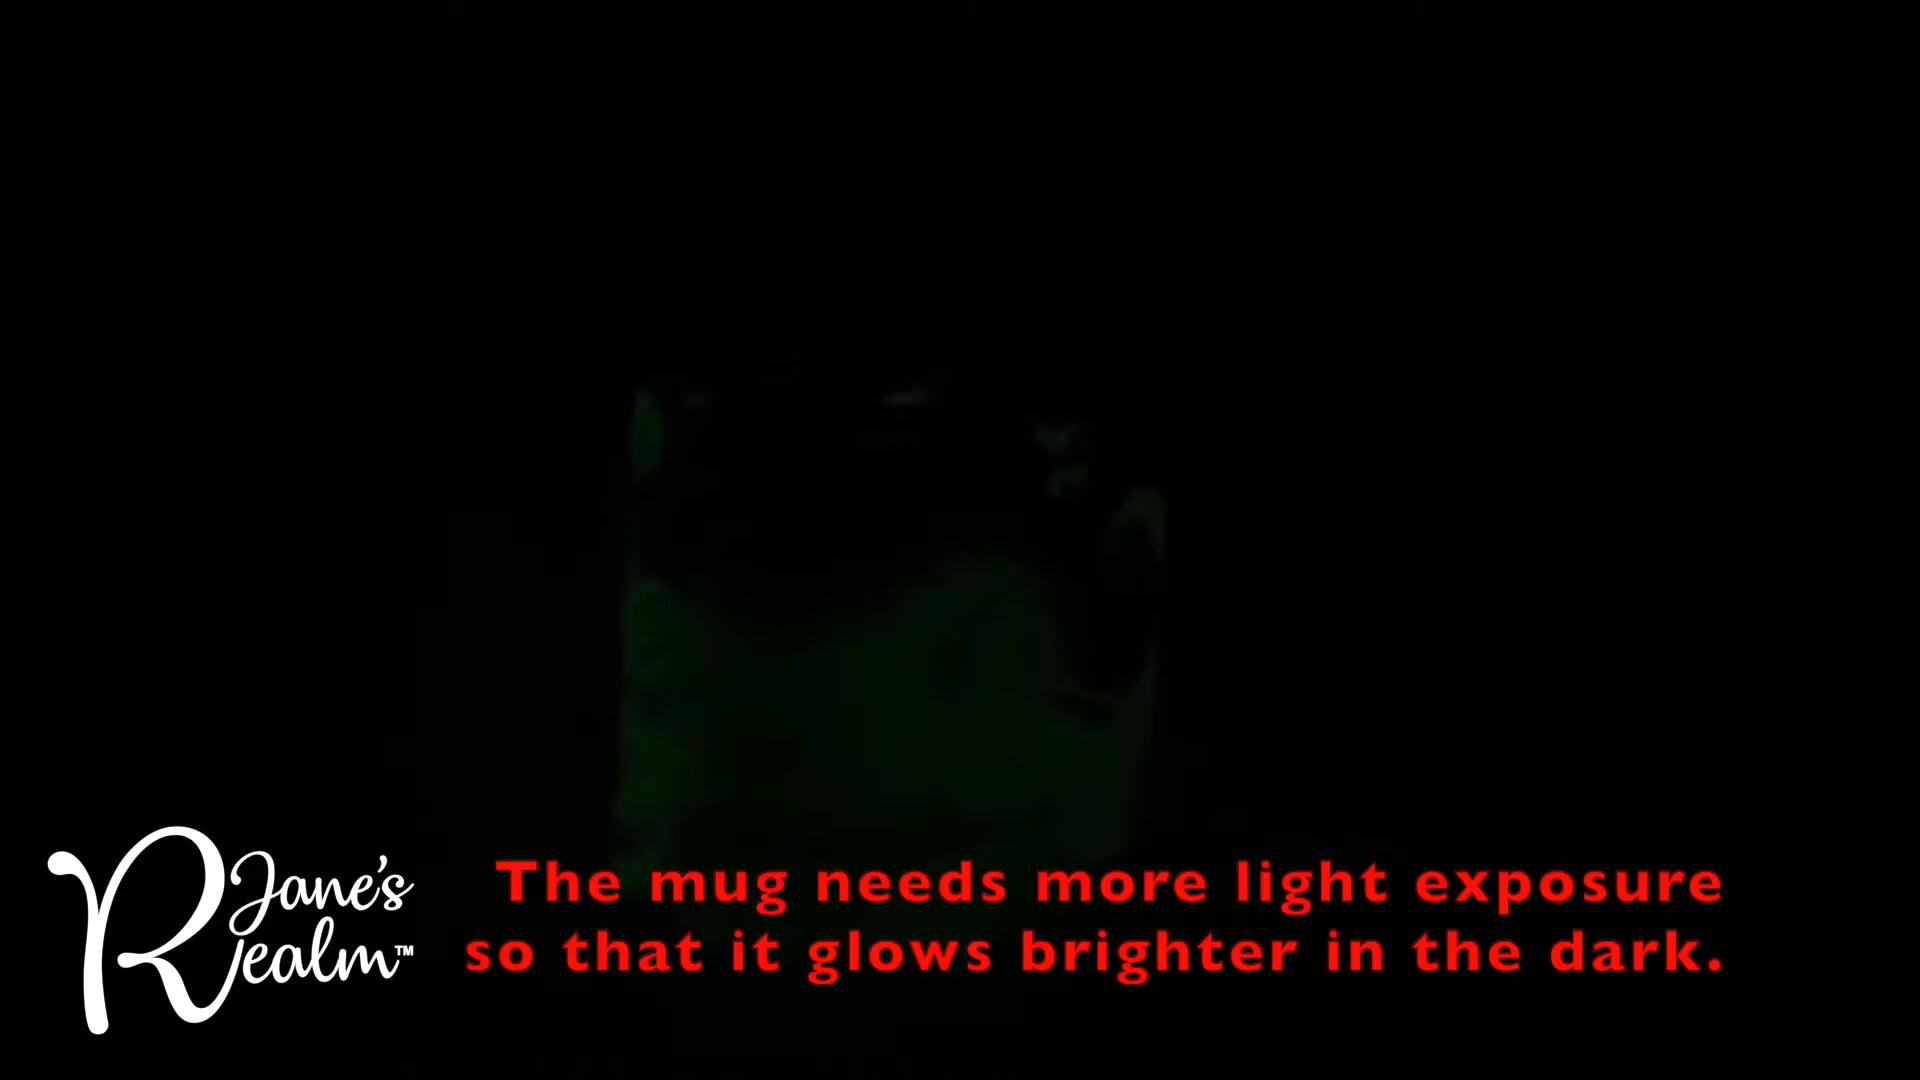 Jane's
Realm™
The mug needs more light exposure
so that it glows brighter in the dark.